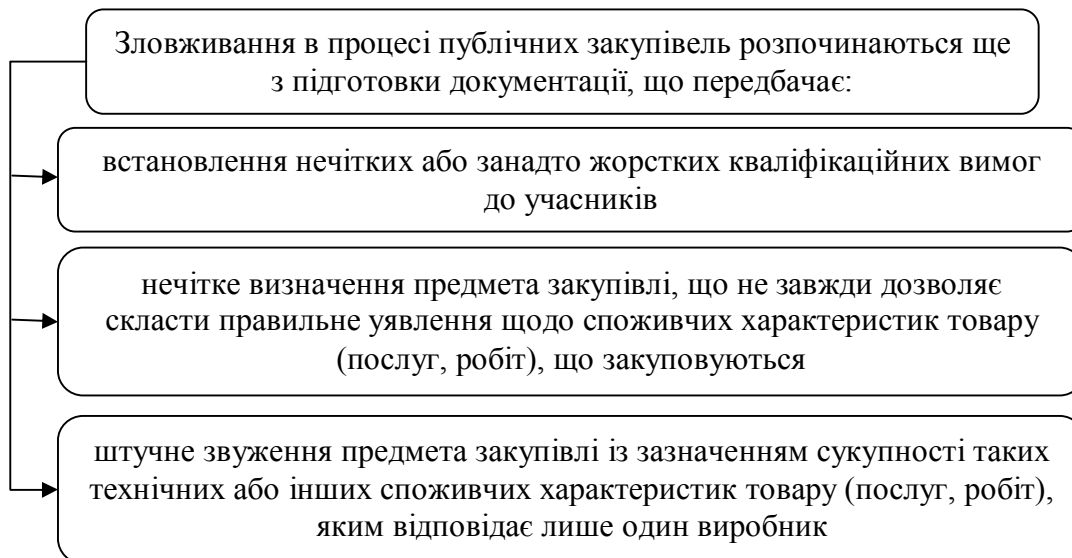 Зловживання в процесі публічних закупівель розпочинаються ще
з підготовки документації, що передбачає:
встановлення нечітких або занадто жорстких кваліфікаційних вимог
до учасників
нечітке визначення предмета закупівлі, що не завжди дозволяє
скласти правильне уявлення щодо споживчих характеристик товару
(послуг, робіт), що закуповуються
штучне звуження предмета закупівлі із зазначенням сукупності таких
технічних або інших споживчих характеристик товару (послуг, робіт),
яким відповідає лише один виробник